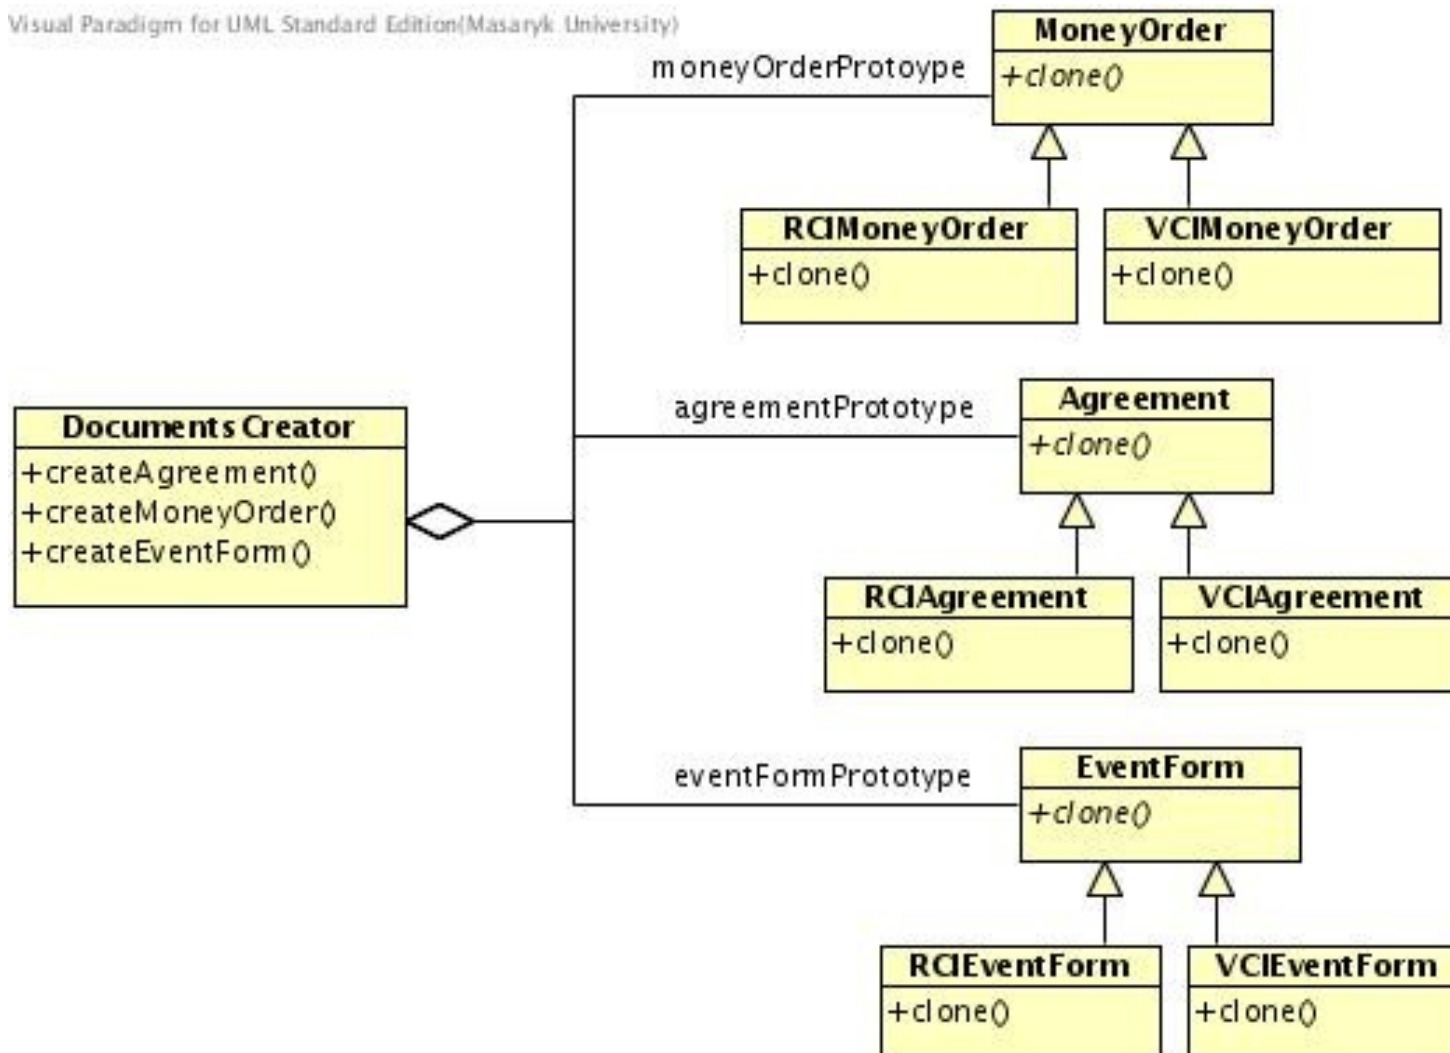 Visual Paradigm for UML Standard Edition(Masaryk University)
MoneyOrder
+clone()
moneyOrderProtoype
RCIMoneyOrder
+clone()
VCIMoneyOrder
+clone()
Agreement
+clone()
agreementPrototype
DocumentsCreator
+createAgreement()
+createMoneyOrder()
+createEventForm()
RCIAgreement
+clone()
VCIAgreement
+clone()
EventForm
+clone()
eventFormPrototype
RCIEventForm
+clone()
VCIEventForm
+clone()